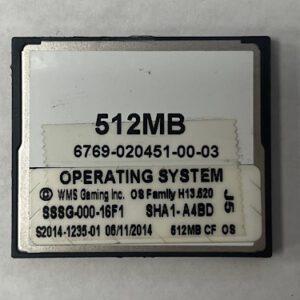 512MB
6769-020451-00-03
OPERATING SYSTEM
© WMS Gaming Inc. OS Family H13.620
SSSG-000-16F1 SHA1- A4BD
S2014-1235-01 06/11/2014 512MB CF OS
J5